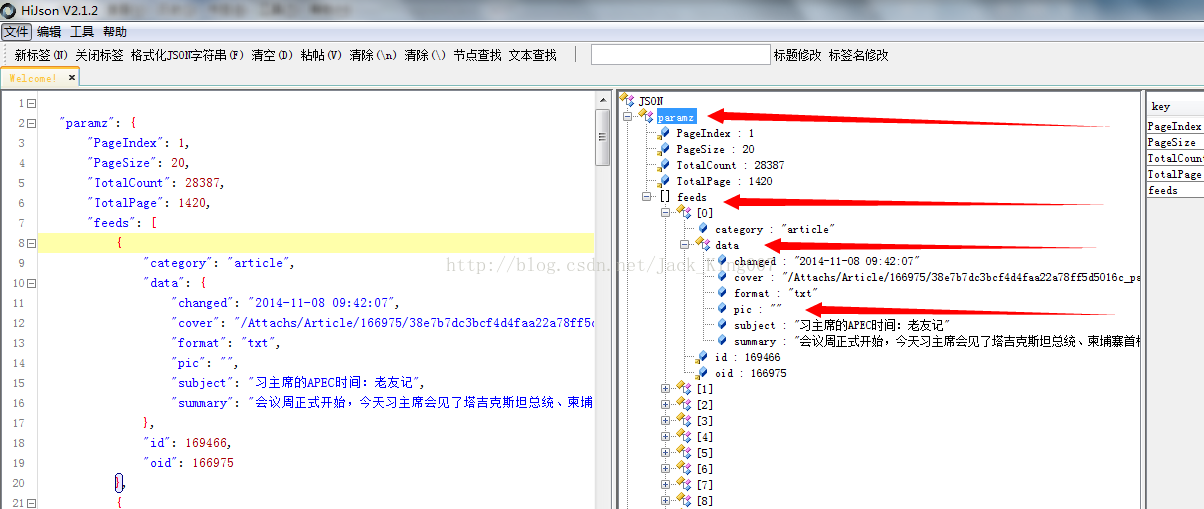 HiJson V2.1.2
文件 编辑 工具 帮助
新标签(N) 关闭标签 格式化JSON字符串(F) 清空(D) 粘帖(V) 清除(\n) 清除(\) 节点查找 文本查找 标题修改 标签名修改
Welcome! ×
1
2 "paramz": {
3 "PageIndex": 1,
4 "PageSize": 20,
5 "TotalCount": 28387,
6 "TotalPage": 1420,
7 "feeds": [
8 {
9 "category": "article",
10 "data": {
11 "changed": "2014-11-08 09:42:07",
12 "cover": "/Attachs/Article/166975/38e7b7dc3bcf4d4faa22a78ff5d
13 "format": "txt",
14 "pic": "",
15 "subject": "习主席的APEC时间：老友记",
16 "summary": "会议周正式开始，今天习主席会见了塔吉克斯坦总统、柬埔
17 },
18 "id": 169466,
19 "oid": 166975
20 },
21 {
JSON
paramz
PageIndex : 1
PageSize : 20
TotalCount : 28387
TotalPage : 1420
[] feeds
[0]
category : "article"
data
changed : "2014-11-08 09:42:07"
cover : "/Attachs/Article/166975/38e7b7dc3bcf4d4faa22a78ff5d5016c_pa
format : "txt"
pic : ""
subject : "习主席的APEC时间：老友记"
summary : "会议周正式开始，今天习主席会见了塔吉克斯坦总统、柬埔寨首相
id : 169466
oid : 166975
[1]
[2]
[3]
[4]
[5]
[6]
[7]
[8]
key
PageIndex
PageSize
TotalCount
TotalPage
feeds